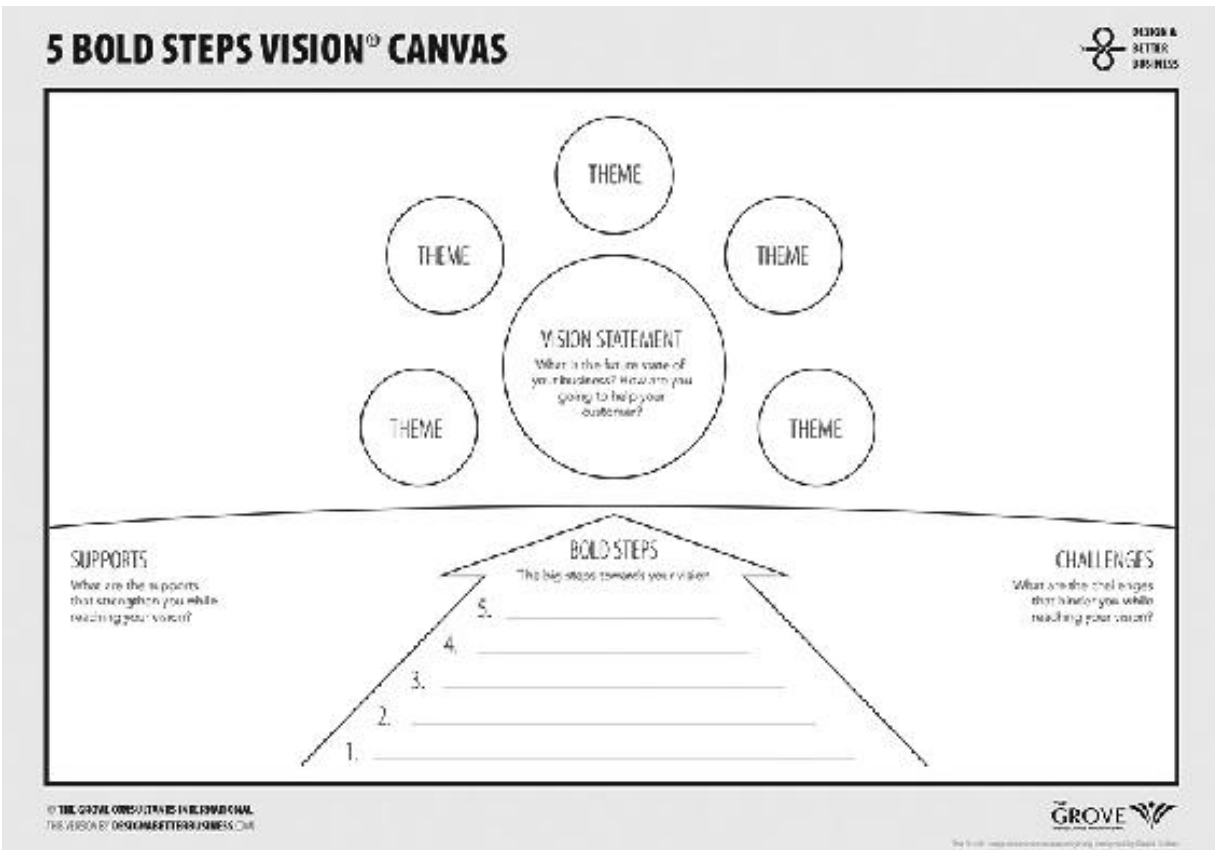 5 BOLD STEPS VISION® CANVAS
DESIGN A
BETTER
BUSINESS
THEME
THEME
THEME
THEME
THEME
VISION STATEMENT
What is the future state of
your business? How are you
going to help your
customer?
SUPPORTS
What are the supports
that strengthen you while
reaching your vision?
BOLD STEPS
The big steps towards your vision
5.
4.
3.
2.
1.
CHALLENGES
What are the challenges
that hinder you while
reaching your vision?
© THE GROVE CONSULTANTS INTERNATIONAL
THIS VERSION BY DESIGNABETTERBUSINESS.COM
THE
GROVE